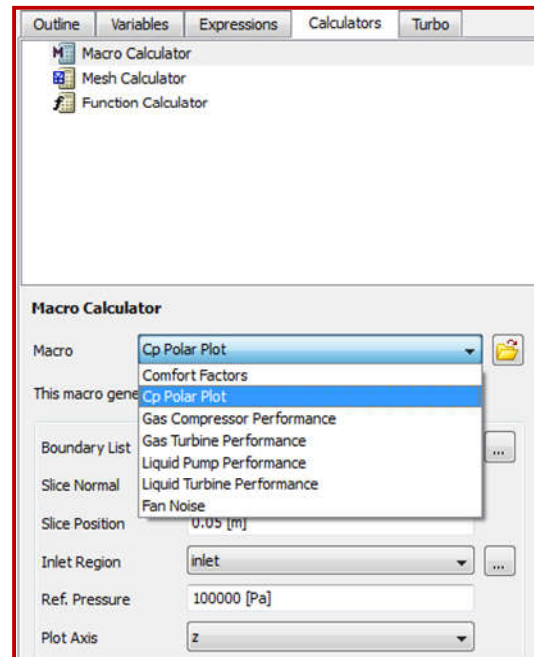 Outline Variables Expressions Calculators Turbo
Macro Calculator
Mesh Calculator
Function Calculator
Macro Calculator
Macro Cp Polar Plot
Comfort Factors
This macro gene Cp Polar Plot
Gas Compressor Performance
Boundary List Gas Turbine Performance ...
Liquid Pump Performance
Slice Normal Liquid Turbine Performance
Fan Noise
Slice Position 0.05 [m]
Inlet Region inlet ...
Ref. Pressure 100000 [Pa]
Plot Axis z